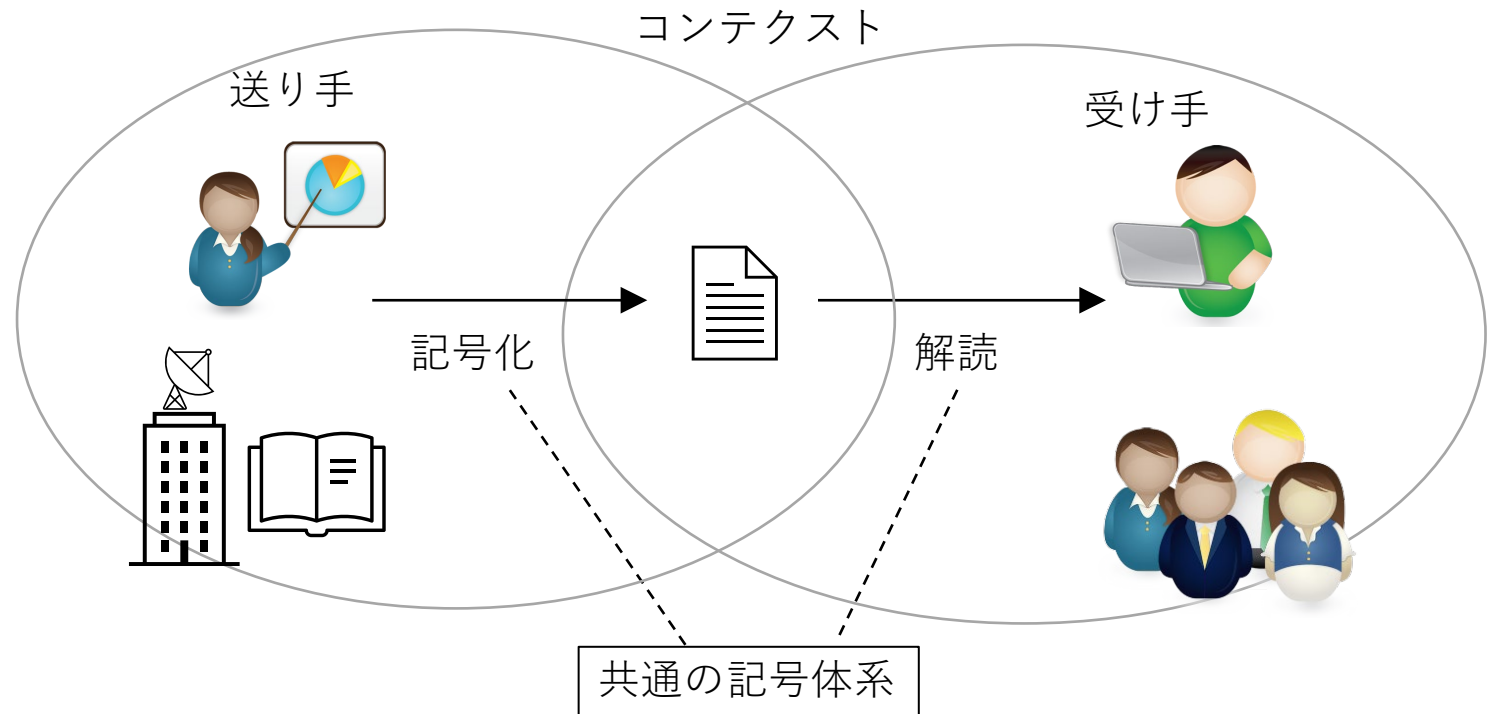 コンテクスト
送り手
受け手
記号化
解読
共通の記号体系